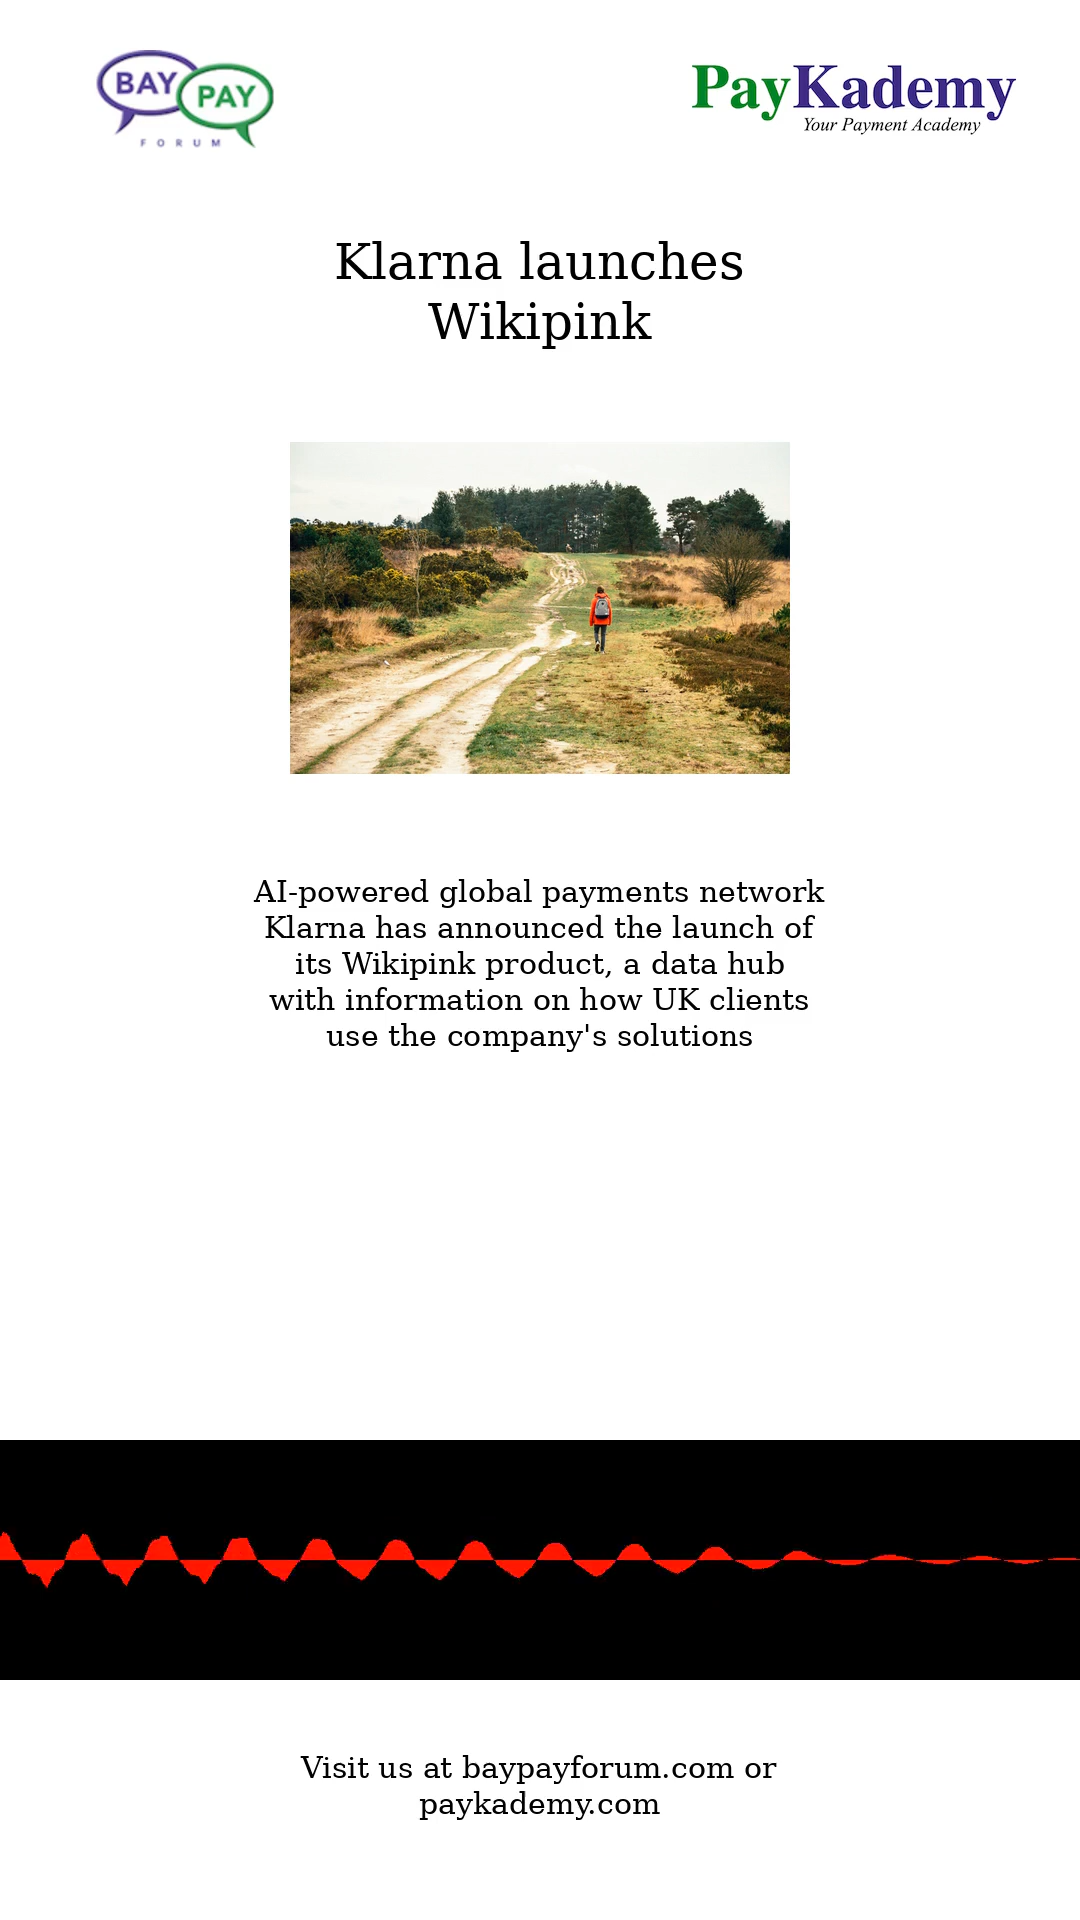 BAY PAY
FORUM
PayKademy
Your Payment Academy
Klarna launches
Wikipink
AI-powered global payments network
Klarna has announced the launch of
its Wikipink product, a data hub
with information on how UK clients
use the company's solutions
Visit us at baypayforum.com or
paykademy.com